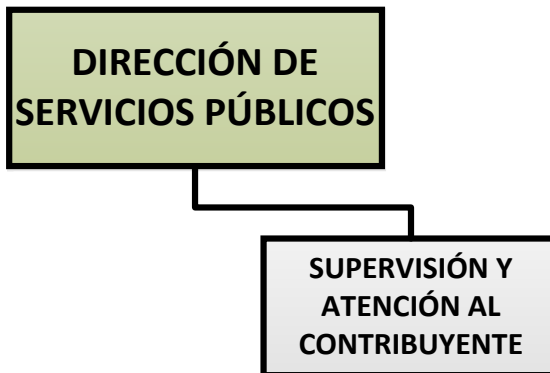 DIRECCIÓN DE
SERVICIOS PÚBLICOS
SUPERVISIÓN Y
ATENCIÓN AL
CONTRIBUYENTE